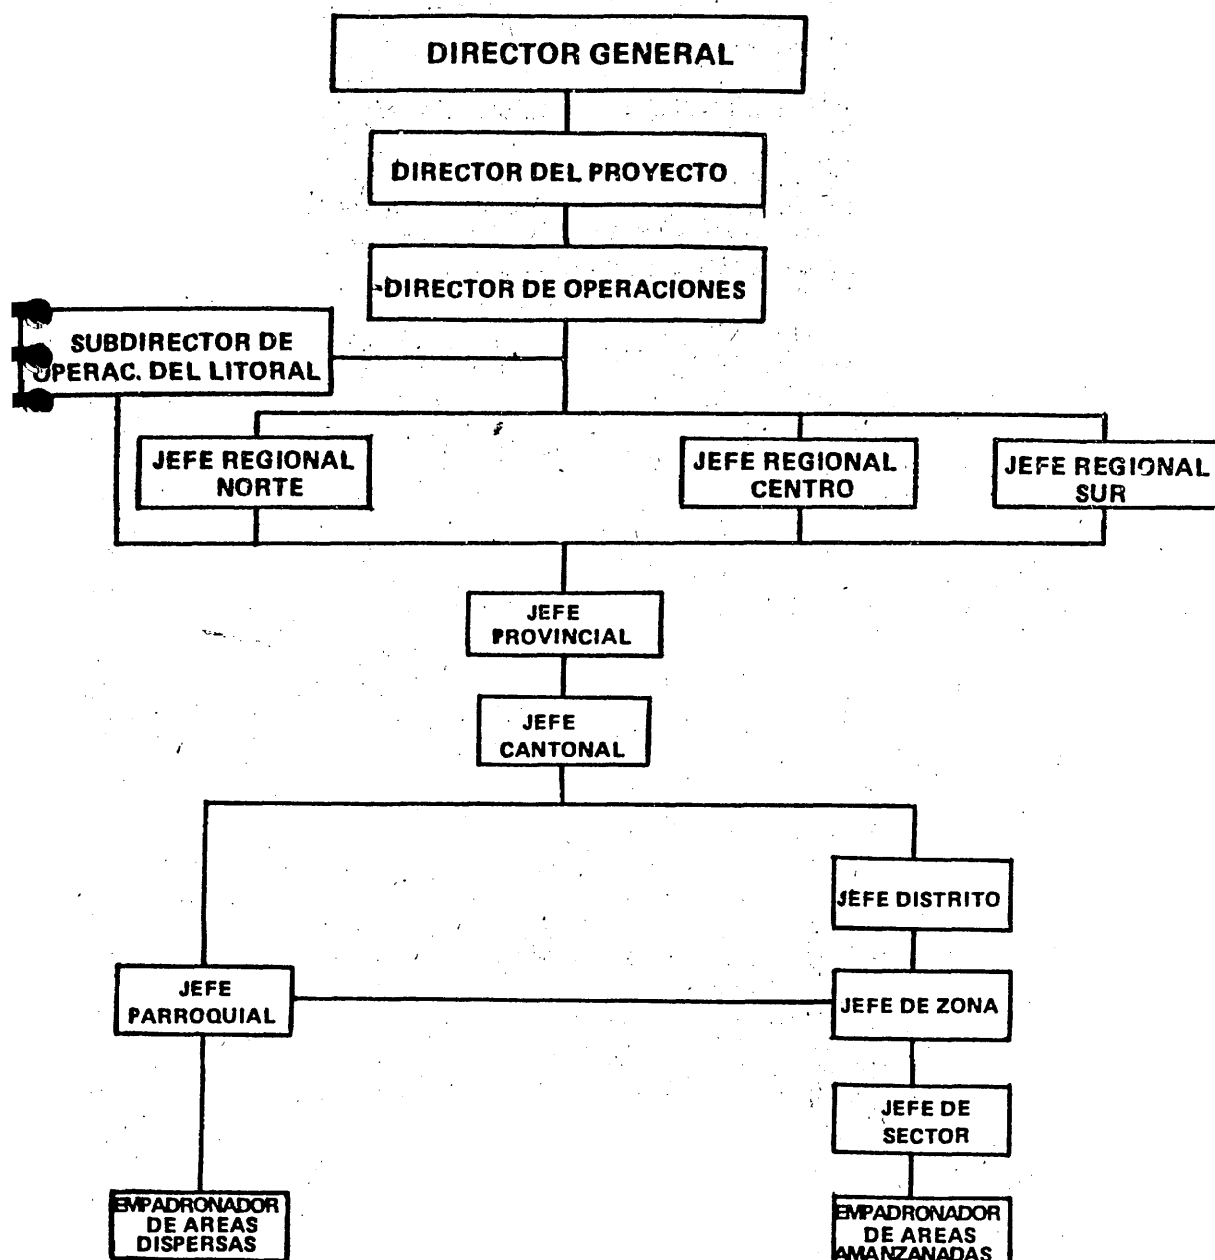 DIRECTOR GENERAL
DIRECTOR DEL PROYECTO
DIRECTOR DE OPERACIONES
SUBDIRECTOR DE
OPERAC. DEL LITORAL
JEFE REGIONAL
NORTE
JEFE REGIONAL
CENTRO
JEFE REGIONAL
SUR
JEFE
PROVINCIAL
JEFE
CANTONAL
JEFE DISTRITO
JEFE
PARROQUIAL
JEFE DE ZONA
JEFE DE
SECTOR
EMPADRONADOR
DE AREAS
DISPERSAS
EMPADRONADOR
DE AREAS
AMANZANADAS